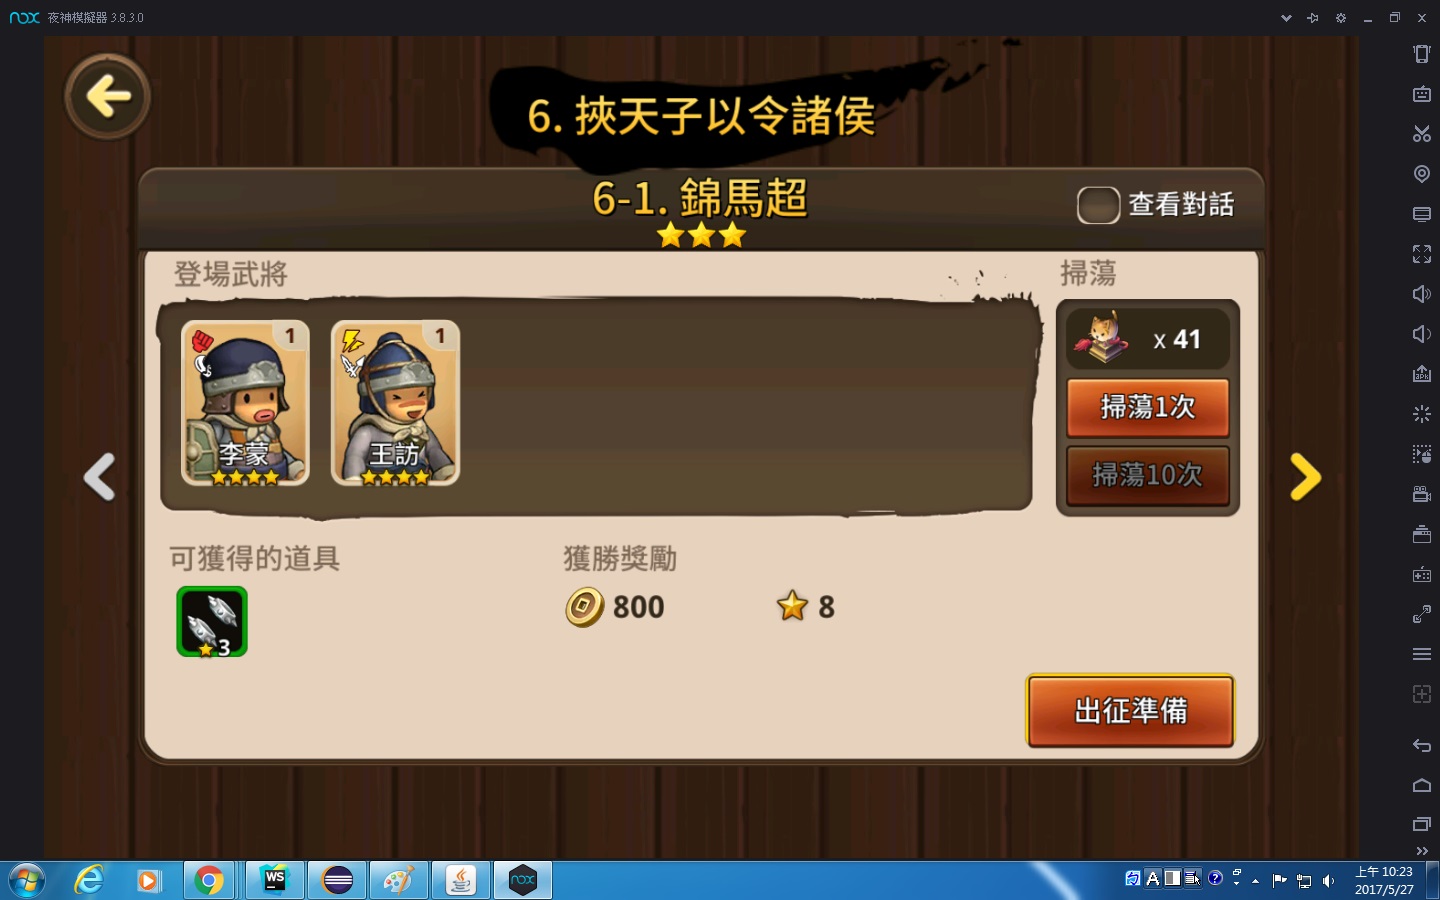 nox 夜神模擬器 3.8.3.0
6. 挾天子以令諸侯
6-1. 錦馬超
查看對話
登場武將
掃蕩
1
李蒙
1
王訪
x 41
掃蕩1次
掃蕩10次
可獲得的道具
獲勝獎勵
3
800
8
出征準備
WS
nox
A
上午 10:23
2017/5/27